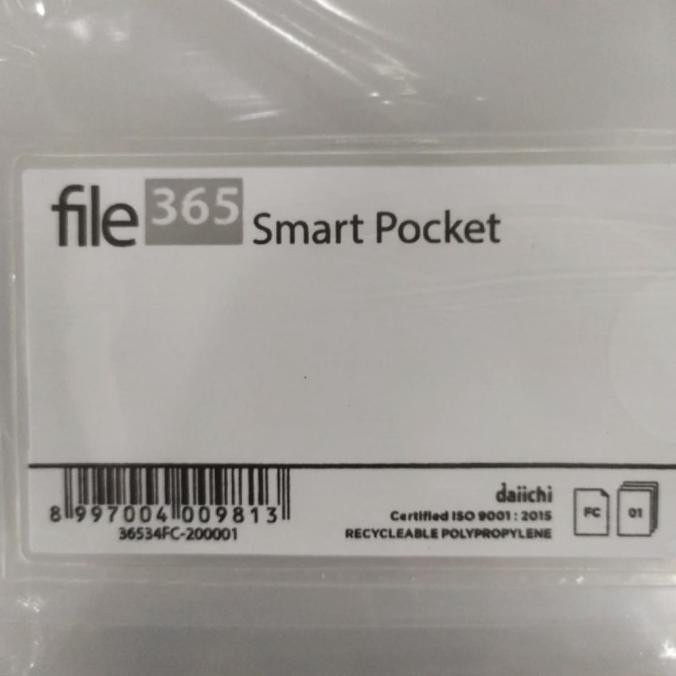 file 365 Smart Pocket
8 997004 009813
36534FC-200001
daiichi
Certified ISO 9001 : 2015
RECYCLEABLE POLYPROPYLENE
FC
01